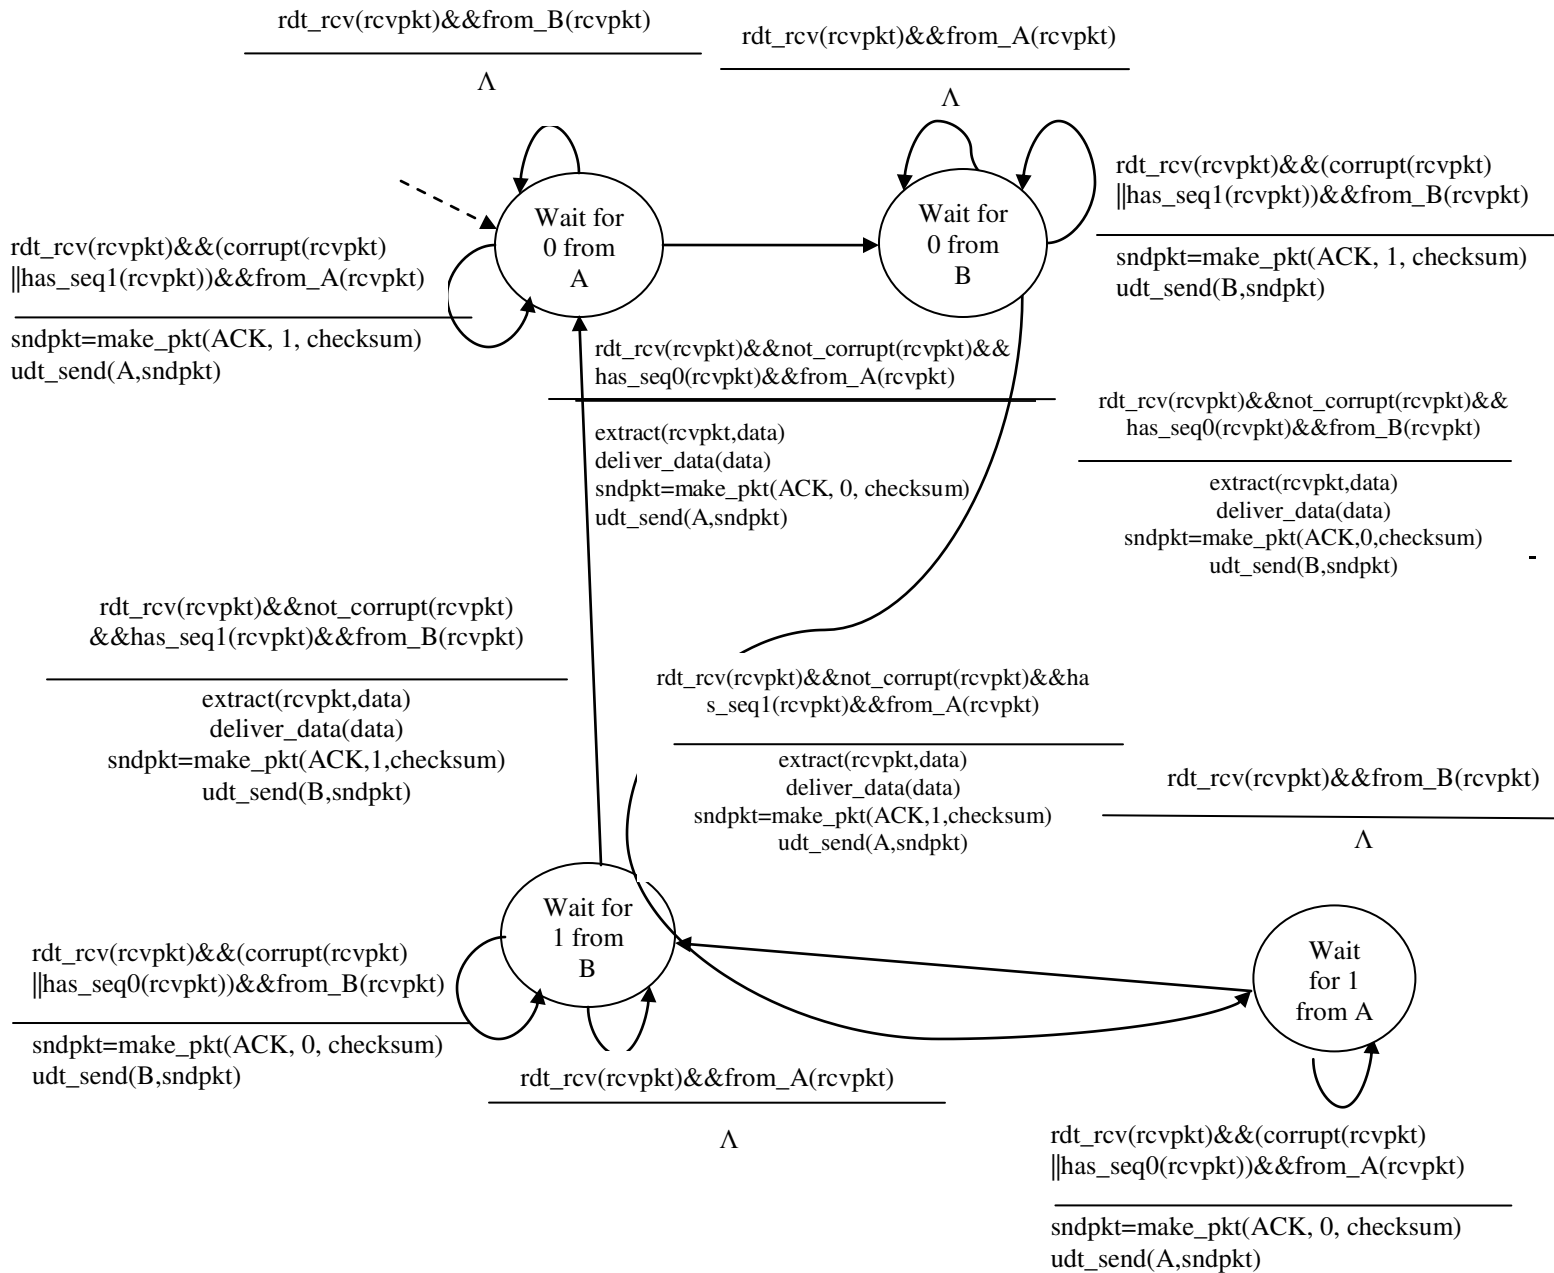 rdt_rcv(rcvpkt)&&from_B(rcvpkt)
Λ
rdt_rcv(rcvpkt)&&from_A(rcvpkt)
Λ
rdt_rcv(rcvpkt)&&(corrupt(rcvpkt)
||has_seq1(rcvpkt))&&from_B(rcvpkt)
sndpkt=make_pkt(ACK, 1, checksum)
udt_send(B,sndpkt)
Wait for
0 from
A
Wait for
0 from
B
rdt_rcv(rcvpkt)&&(corrupt(rcvpkt)
||has_seq1(rcvpkt))&&from_A(rcvpkt)
sndpkt=make_pkt(ACK, 1, checksum)
udt_send(A,sndpkt)
rdt_rcv(rcvpkt)&&not_corrupt(rcvpkt)&&
has_seq0(rcvpkt)&&from_A(rcvpkt)
extract(rcvpkt,data)
deliver_data(data)
sndpkt=make_pkt(ACK, 0, checksum)
udt_send(A,sndpkt)
rdt_rcv(rcvpkt)&&not_corrupt(rcvpkt)&&
has_seq0(rcvpkt)&&from_B(rcvpkt)
extract(rcvpkt,data)
deliver_data(data)
sndpkt=make_pkt(ACK,0,checksum)
udt_send(B,sndpkt)
rdt_rcv(rcvpkt)&&not_corrupt(rcvpkt)
&&has_seq1(rcvpkt)&&from_B(rcvpkt)
extract(rcvpkt,data)
deliver_data(data)
sndpkt=make_pkt(ACK,1,checksum)
udt_send(B,sndpkt)
rdt_rcv(rcvpkt)&&not_corrupt(rcvpkt)&&ha
s_seq1(rcvpkt)&&from_A(rcvpkt)
extract(rcvpkt,data)
deliver_data(data)
sndpkt=make_pkt(ACK,1,checksum)
udt_send(A,sndpkt)
rdt_rcv(rcvpkt)&&from_B(rcvpkt)
Λ
Wait for
1 from
B
Wait
for 1
from A
rdt_rcv(rcvpkt)&&(corrupt(rcvpkt)
||has_seq0(rcvpkt))&&from_B(rcvpkt)
sndpkt=make_pkt(ACK, 0, checksum)
udt_send(B,sndpkt)
rdt_rcv(rcvpkt)&&from_A(rcvpkt)
Λ
rdt_rcv(rcvpkt)&&(corrupt(rcvpkt)
||has_seq0(rcvpkt))&&from_A(rcvpkt)
sndpkt=make_pkt(ACK, 0, checksum)
udt_send(A,sndpkt)